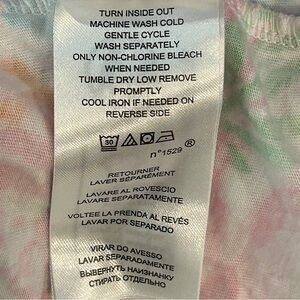 TURN INSIDE OUT
MACHINE WASH COLD
GENTLE CYCLE
WASH SEPARATELY
ONLY NON-CHLORINE BLEACH
WHEN NEEDED
TUMBLE DRY LOW REMOVE
PROMPTLY
COOL IRON IF NEEDED ON
REVERSE SIDE
30
n°1529 ®
RETOURNER
LAVER SÉPARÉMENT
LAVARE AL ROVESCIO
LAVARE SEPARATAMENTE
VOLTEE LA PRENDA AL REVÉS
LAVAR POR SEPARADO
VIRAR DO AVESSO
LAVAR SEPARADAMENTE
ВЫВЕРНУТЬ НАИЗНАНКУ
СТИРАТЬ ОТДЕЛЬНО